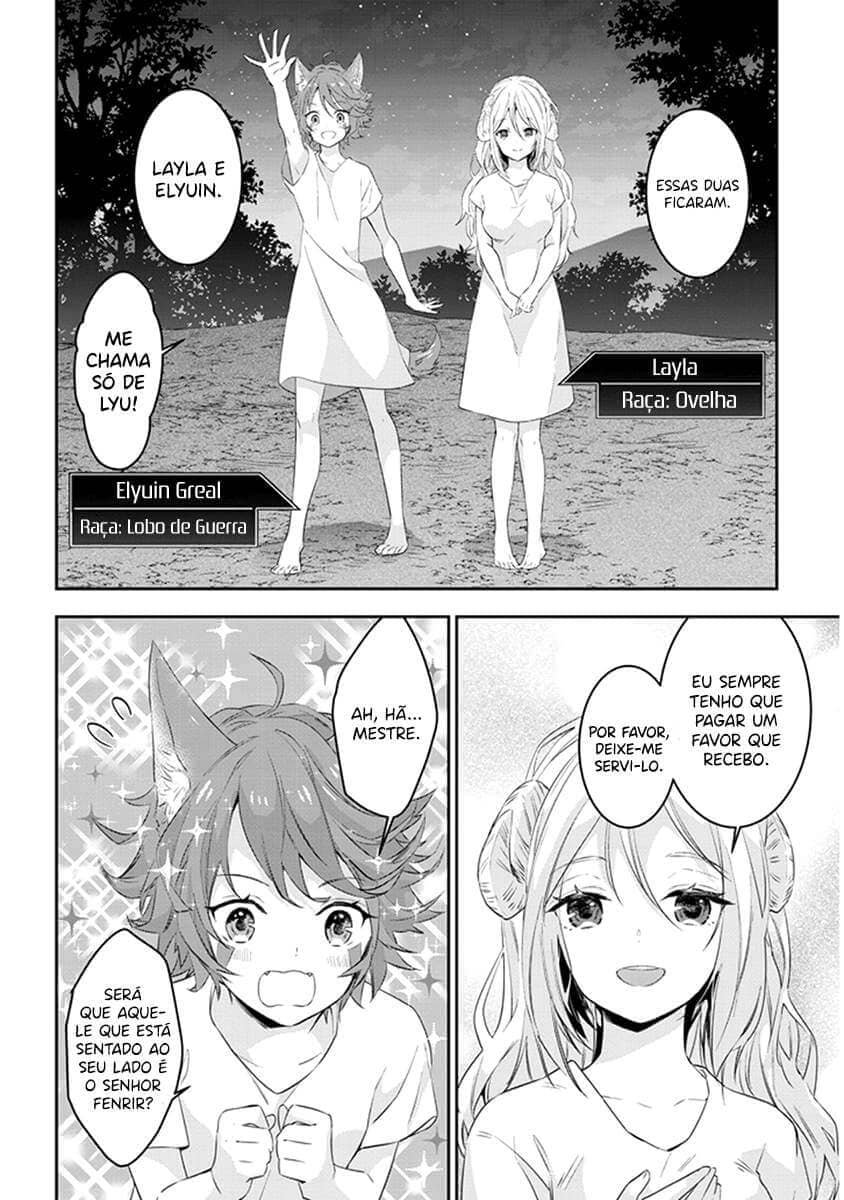 ESSAS DUAS
FICARAM.
LAYLA E
ELYUIN.
Layla
Raça: Ovelha
ME
CHAMA
SÓ DE
LYU!
Elyuin Greal
Raça: Lobo de Guerra
EU SEMPRE
TENHO QUE
PAGAR UM
FAVOR QUE
RECEBO.
POR FAVOR,
DEIXE-ME
SERVI-LO.
AH, HÃ...
MESTRE.
SERÁ
QUE AQUE-
LE QUE ESTÁ
SENTADO AO
SEU LADO É
O SENHOR
FENRIR?